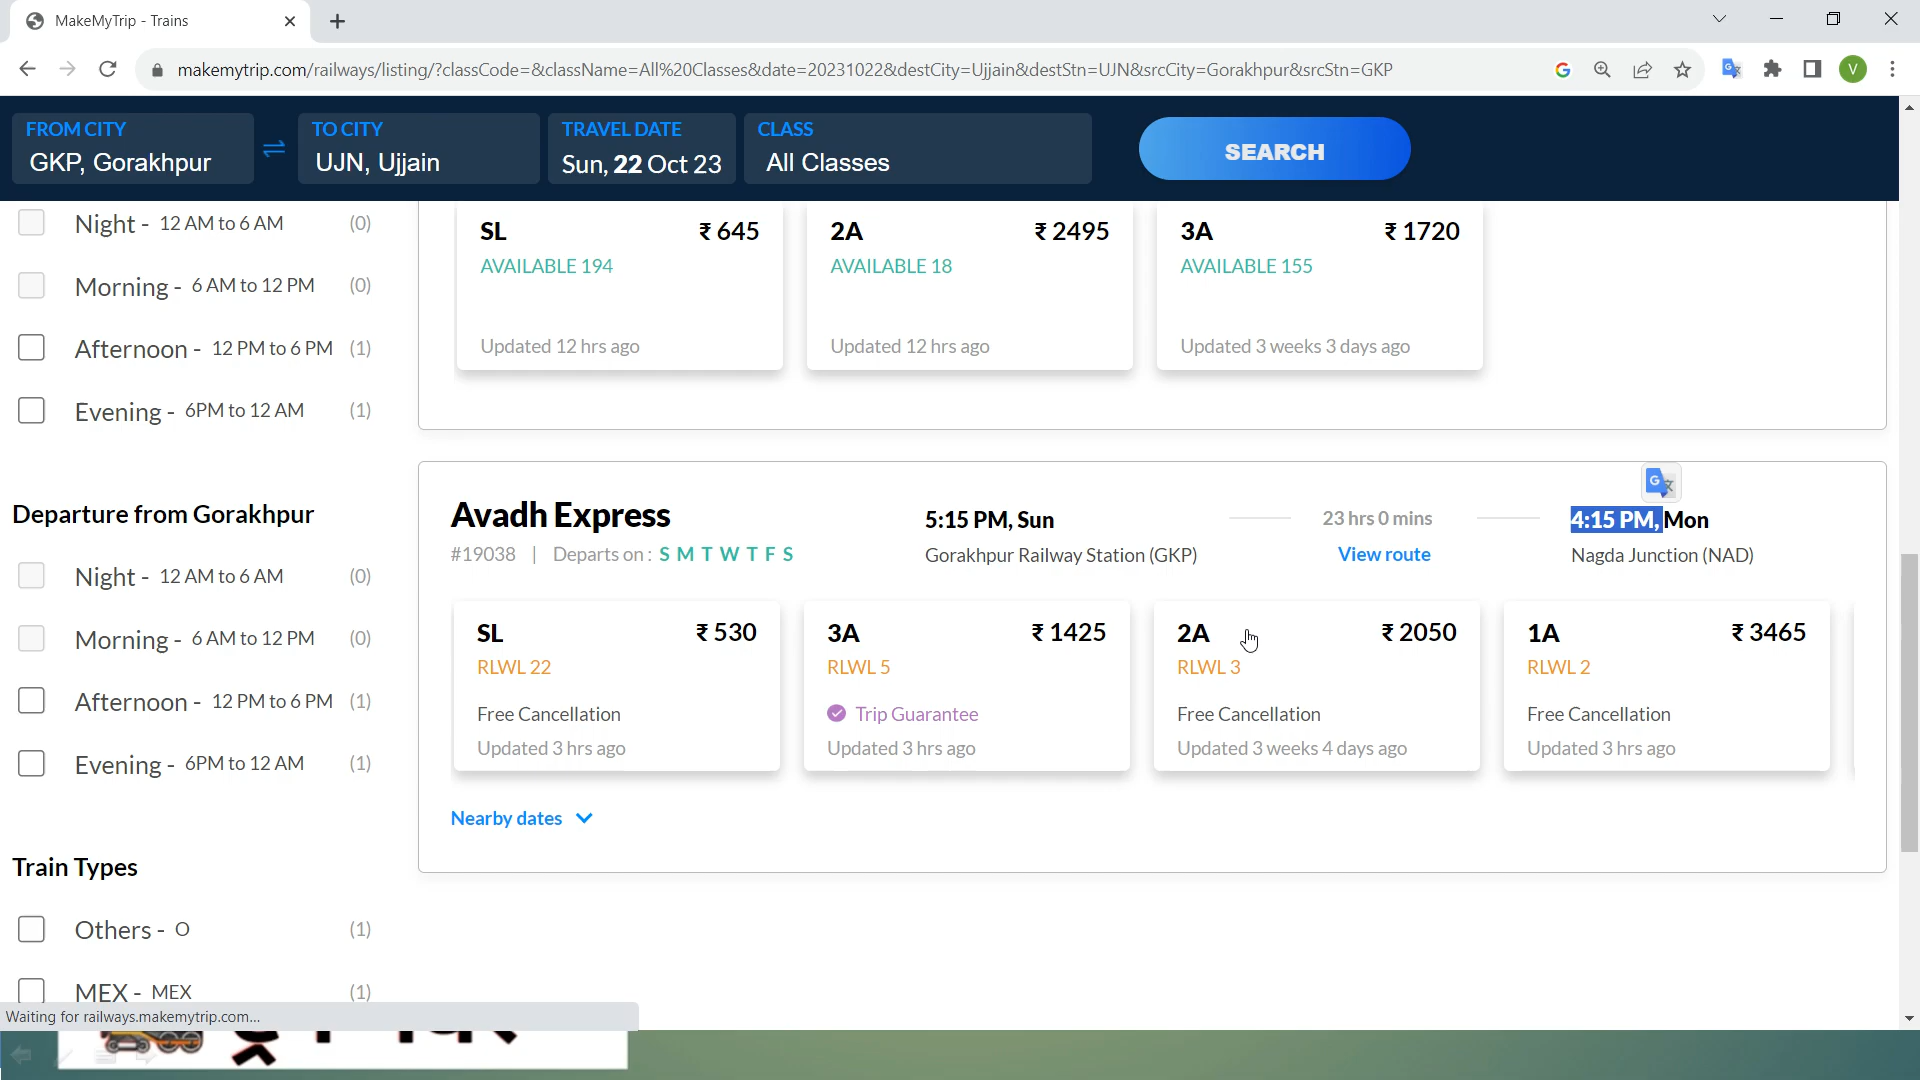 MakeMyTrip - Trains
makemytrip.com/railways/listing/?classCode=&className=All%20Classes&date=20231022&destCity=Ujjain&destStn=UJN&srcCity=Gorakhpur&srcStn=GKP
V
FROM CITY
GKP, Gorakhpur
TO CITY
UJN, Ujjain
TRAVEL DATE
Sun, 22 Oct 23
CLASS
All Classes
SEARCH
Night - 12 AM to 6 AM (0)
Morning - 6 AM to 12 PM (0)
Afternoon - 12 PM to 6 PM (1)
Evening - 6PM to 12 AM (1)
Departure from Gorakhpur
Night - 12 AM to 6 AM (0)
Morning - 6 AM to 12 PM (0)
Afternoon - 12 PM to 6 PM (1)
Evening - 6PM to 12 AM (1)
Train Types
Others - O (1)
MEX - MEX (1)
SL ₹ 645
AVAILABLE 194
Updated 12 hrs ago
2A ₹ 2495
AVAILABLE 18
Updated 12 hrs ago
3A ₹ 1720
AVAILABLE 155
Updated 3 weeks 3 days ago
Avadh Express
#19038 | Departs on : S M T W T F S
5:15 PM, Sun
Gorakhpur Railway Station (GKP)
23 hrs 0 mins
View route
4:15 PM, Mon
Nagda Junction (NAD)
SL ₹ 530
RLWL 22
Free Cancellation
Updated 3 hrs ago
3A ₹ 1425
RLWL 5
Trip Guarantee
Updated 3 hrs ago
2A ₹ 2050
RLWL 3
Free Cancellation
Updated 3 weeks 4 days ago
1A ₹ 3465
RLWL 2
Free Cancellation
Updated 3 hrs ago
Nearby dates
Waiting for railways.makemytrip.com...